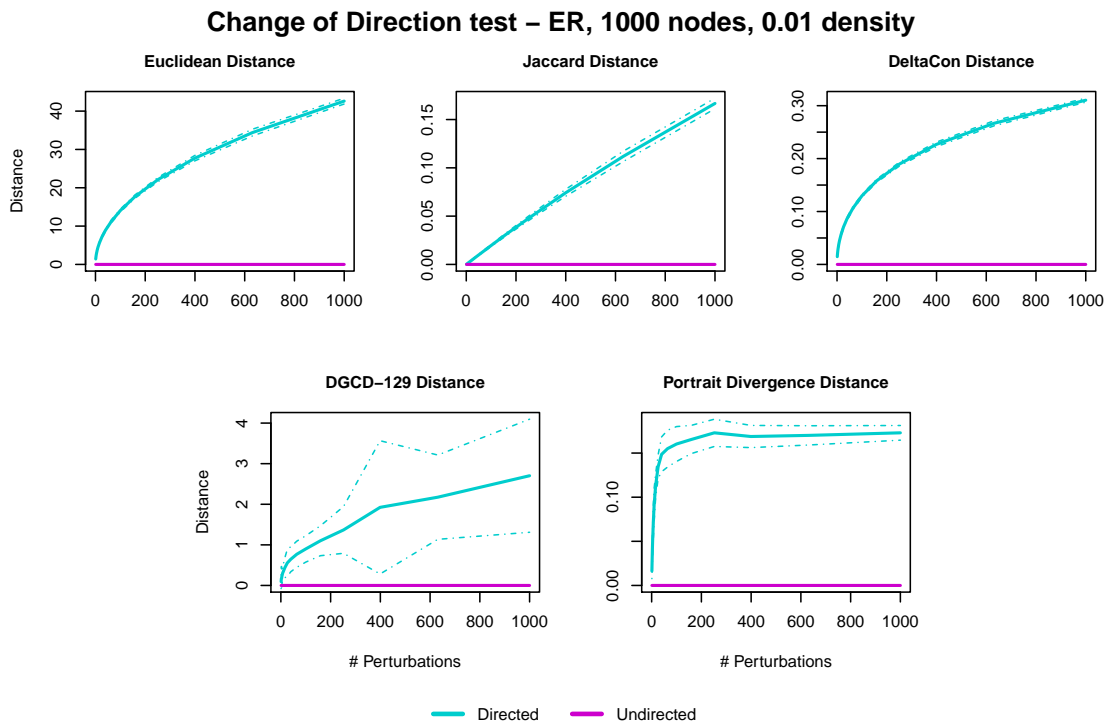 Change of Direction test – ER, 1000 nodes, 0.01 density
Euclidean Distance
Jaccard Distance
DeltaCon Distance
Distance
0 10 20 30 40
0 200 400 600 800 1000
0.00 0.05 0.10 0.15
0 200 400 600 800 1000
0.00 0.10 0.20 0.30
0 200 400 600 800 1000
DGCD−129 Distance
Portrait Divergence Distance
Distance
0 1 2 3 4
0 200 400 600 800 1000
0.00 0.10
0 200 400 600 800 1000
# Perturbations
# Perturbations
Directed
Undirected